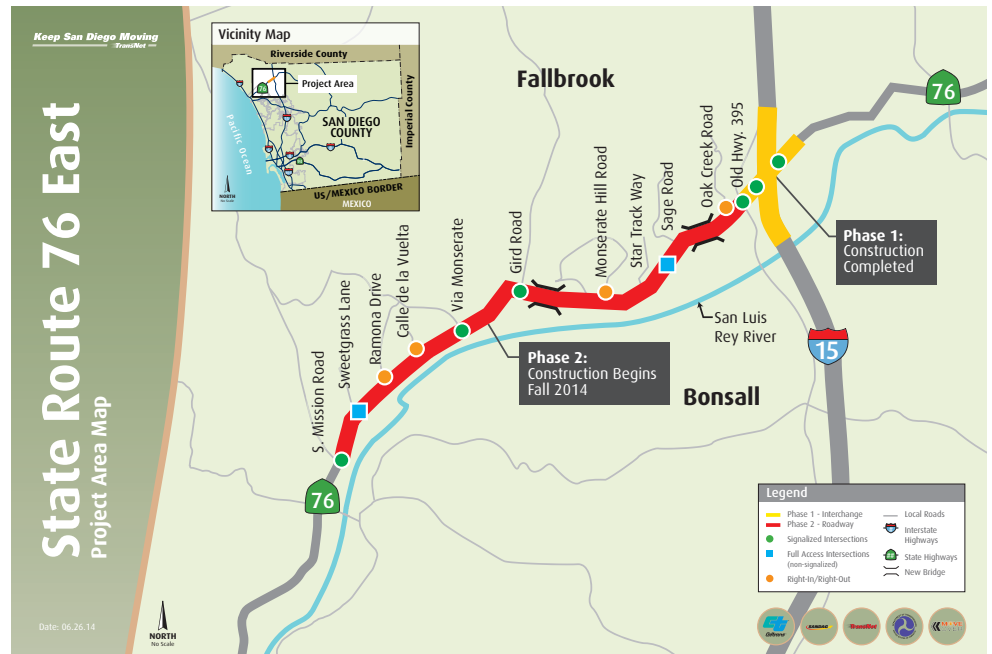 Keep San Diego Moving
TransNet
State Route 76 East
Project Area Map
Date: 06.26.14
Vicinity Map
Riverside County
Project Area
76
SAN DIEGO
COUNTY
Imperial County
Pacific Ocean
US/MEXICO BORDER
MEXICO
NORTH
No Scale
Fallbrook
76
Old Hwy. 395
Oak Creek Road
Sage Road
Star Track Way
Monserate Hill Road
Gird Road
Via Monserate
Calle de la Vuelta
Ramona Drive
Sweetgrass Lane
S. Mission Road
Phase 1:
Construction
Completed
San Luis
Rey River
15
Phase 2:
Construction Begins
Fall 2014
Bonsall
76
NORTH
No Scale
Legend
Phase 1 - Interchange
Phase 2 - Roadway
Signalized Intersections
Full Access Intersections
(non-signalized)
Right-In/Right-Out
Local Roads
Interstate
Highways
State Highways
New Bridge
Caltrans
SANDAG
TransNet